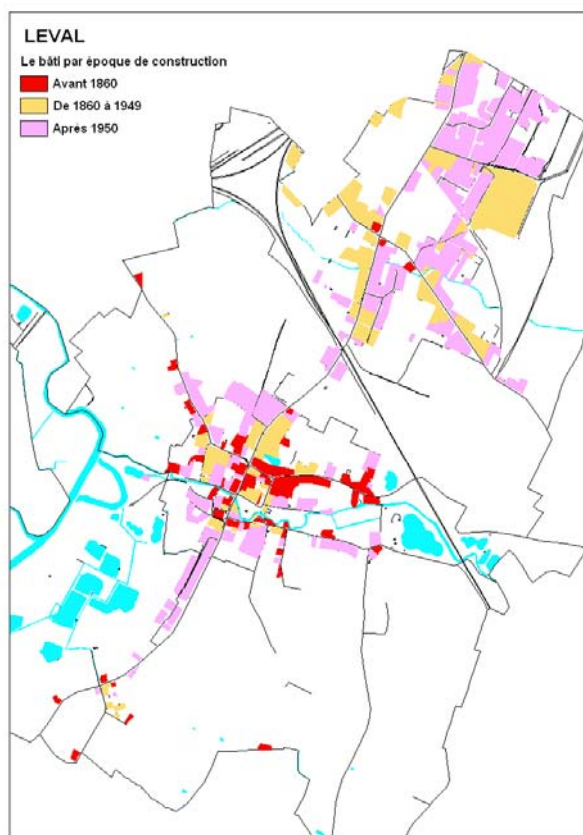 LEVAL
Le bâti par époque de construction
Avant 1860
De 1860 à 1949
Après 1950